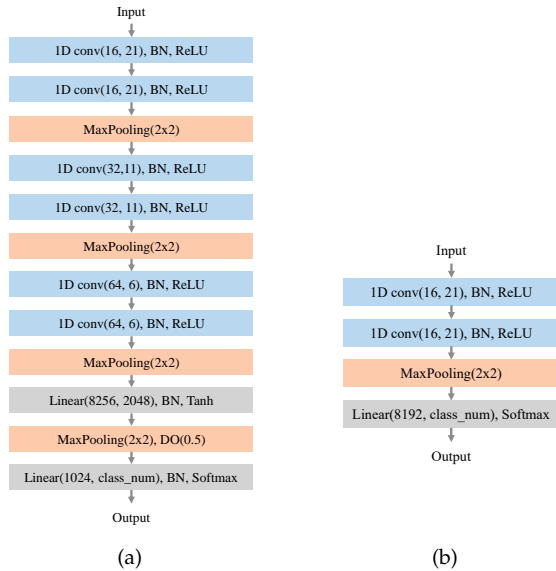 Input
1D conv(16, 21), BN, ReLU
1D conv(16, 21), BN, ReLU
MaxPooling(2x2)
1D conv(32,11), BN, ReLU
1D conv(32, 11), BN, ReLU
MaxPooling(2x2)
1D conv(64, 6), BN, ReLU
1D conv(64, 6), BN, ReLU
MaxPooling(2x2)
Linear(8256, 2048), BN, Tanh
MaxPooling(2x2), DO(0.5)
Linear(1024, class_num), BN, Softmax
Output
(a)
Input
1D conv(16, 21), BN, ReLU
1D conv(16, 21), BN, ReLU
MaxPooling(2x2)
Linear(8192, class_num), Softmax
Output
(b)